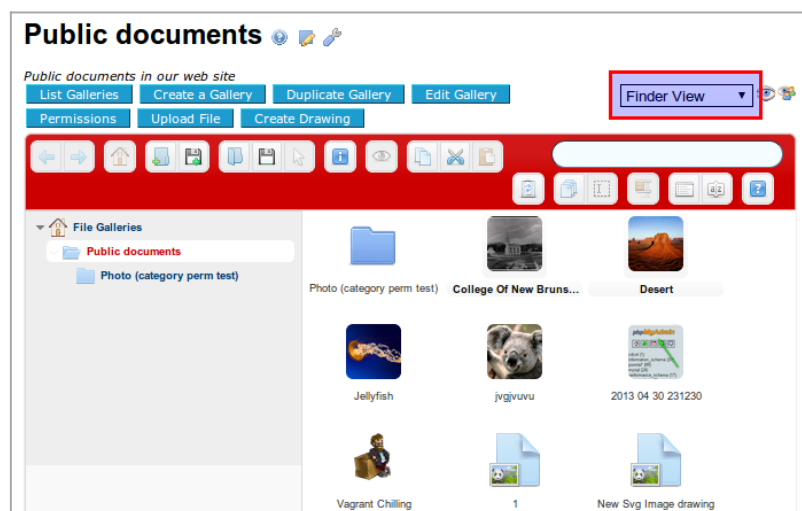 Public documents
Public documents in our web site
List Galleries Create a Gallery Duplicate Gallery Edit Gallery
Finder View
Permissions Upload File Create Drawing
File Galleries
Public documents
Photo (category perm test)
Photo (category perm test) College Of New Bruns... Desert
phpMyAdmin
Jellyfish jvgjvuvu 2013 04 30 231230
Vagrant Chilling 1 New Svg Image drawing